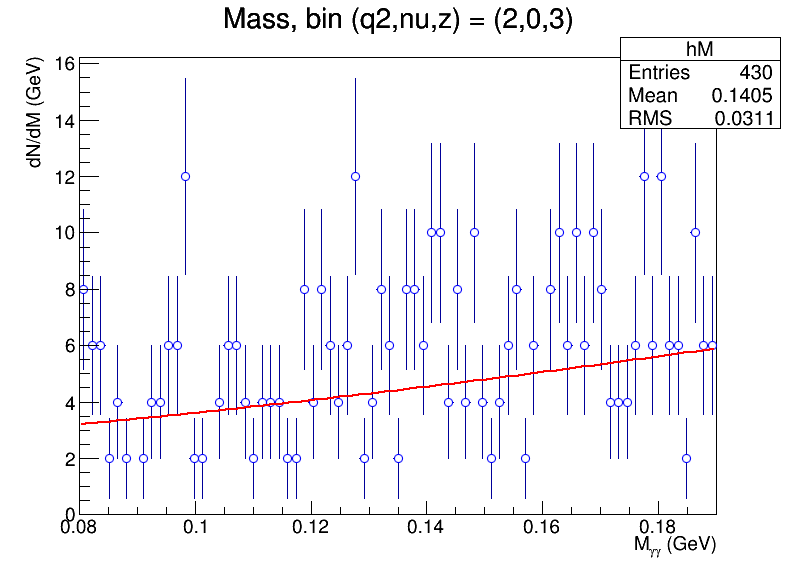 Mass, bin (q2,nu,z) = (2,0,3)
hM
Entries 430
Mean 0.1405
RMS 0.0311
dN/dM (GeV)
16
14
12
10
8
6
4
2
0
0.08 0.1 0.12 0.14 0.16 0.18
Mγγ (GeV)